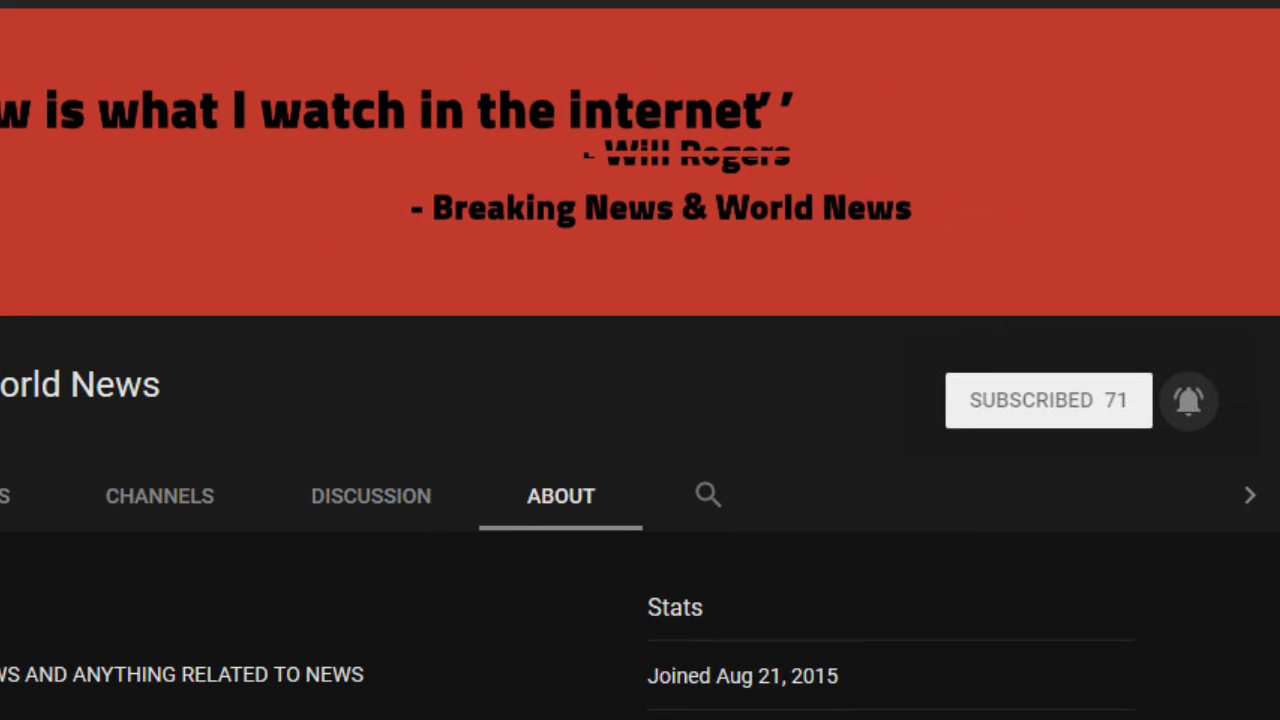 w is what I watch in the internet’’
- Will Rogers
- Breaking News & World News
orld News
SUBSCRIBED 71
S CHANNELS DISCUSSION ABOUT
Stats
WS AND ANYTHING RELATED TO NEWS
Joined Aug 21, 2015